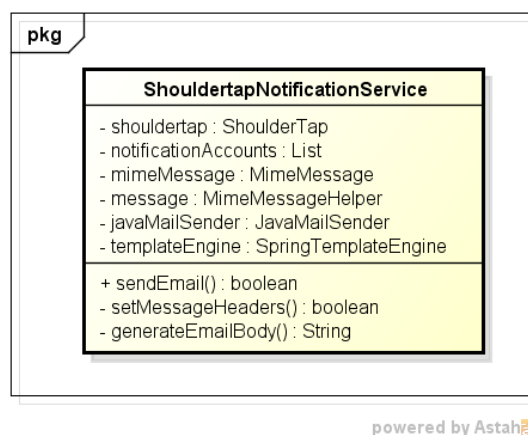 pkg
ShouldertapNotificationService
- shouldertap : ShoulderTap
- notificationAccounts : List
- mimeMessage : MimeMessage
- message : MimeMessageHelper
- javaMailSender : JavaMailSender
- templateEngine : SpringTemplateEngine
+ sendEmail() : boolean
- setMessageHeaders() : boolean
- generateEmailBody() : String
powered by Astah